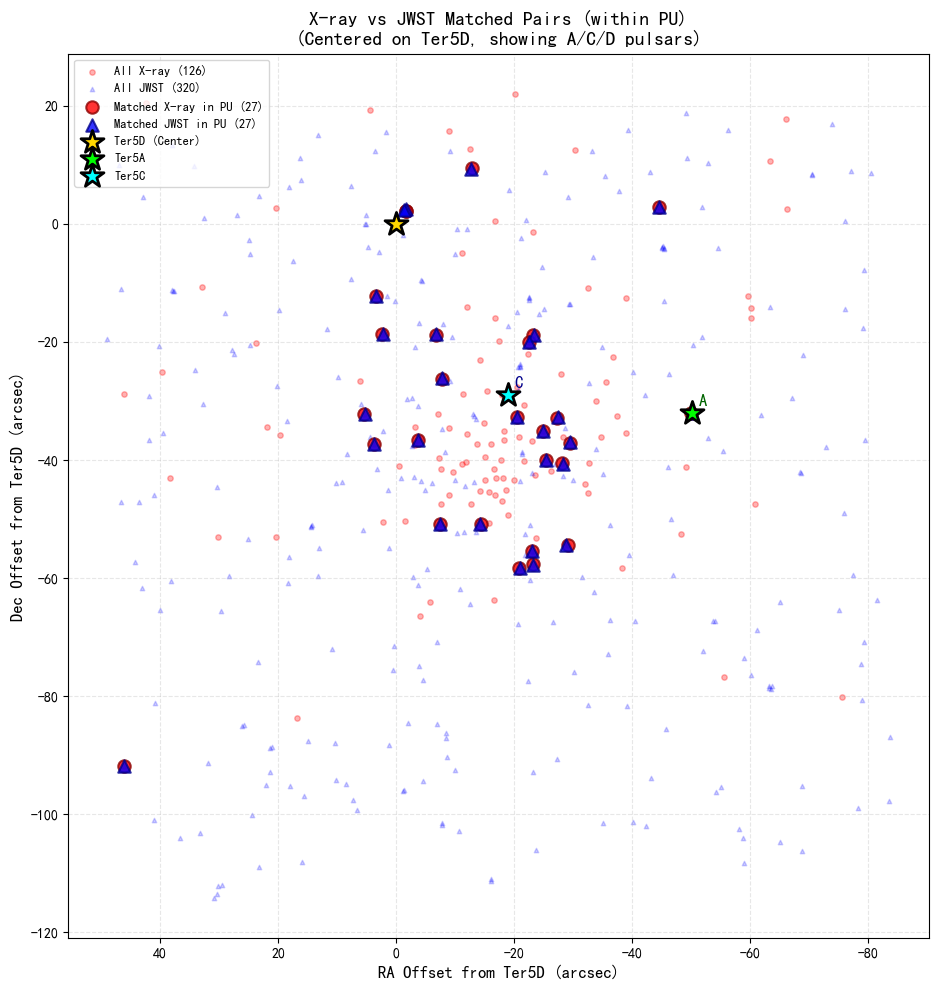 X-ray vs JWST Matched Pairs (within PU)
(Centered on Ter5D, showing A/C/D pulsars)
All X-ray (126)
All JWST (320)
Matched X-ray in PU (27)
Matched JWST in PU (27)
Ter5D (Center)
Ter5A
Ter5C
20
0
−20
−40
−60
−80
−100
−120
Dec Offset from Ter5D (arcsec)
C
A
40 20 0 −20 −40 −60 −80
RA Offset from Ter5D (arcsec)